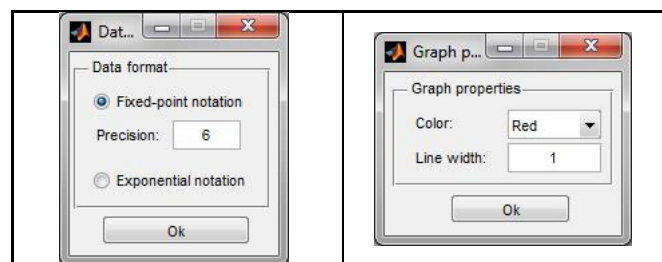 Dat...
Data format
Fixed-point notation
Precision: 6
Exponential notation
Ok
Graph p...
Graph properties
Color: Red
Line width: 1
Ok